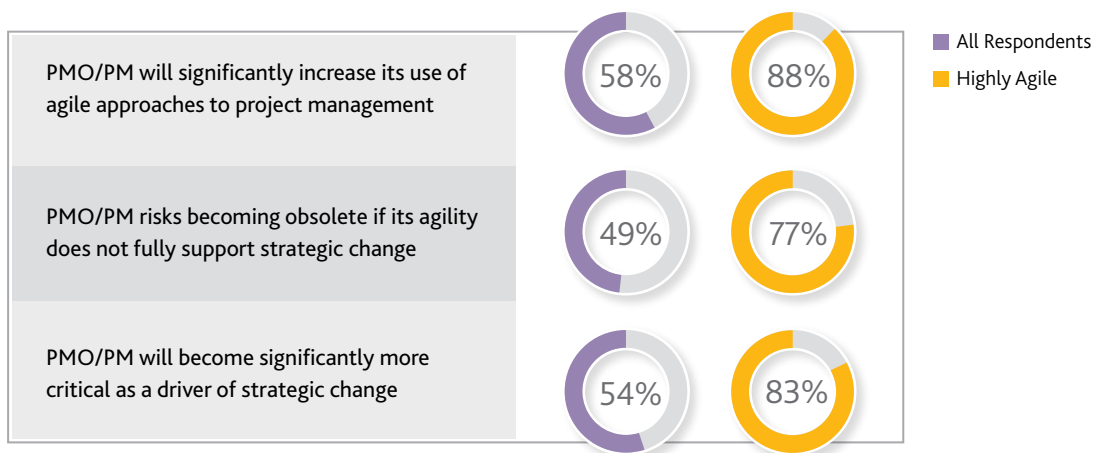 PMO/PM will significantly increase its use of
agile approaches to project management
58%
88%
All Respondents
Highly Agile
PMO/PM risks becoming obsolete if its agility
does not fully support strategic change
49%
77%
PMO/PM will become significantly more
critical as a driver of strategic change
54%
83%